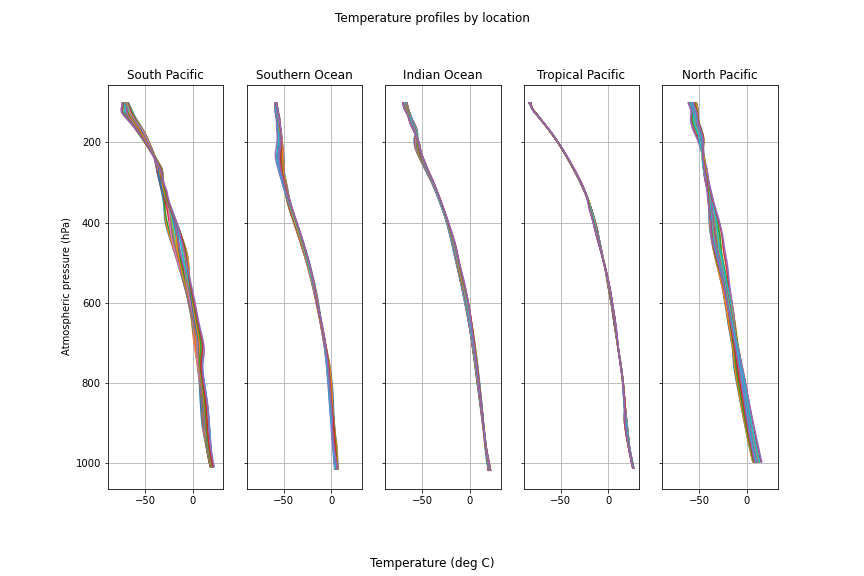 Temperature profiles by location
South Pacific
Southern Ocean
Indian Ocean
Tropical Pacific
North Pacific
Atmospheric pressure (hPa)
200
400
600
800
1000
−50 0
−50 0
−50 0
−50 0
−50 0
Temperature (deg C)